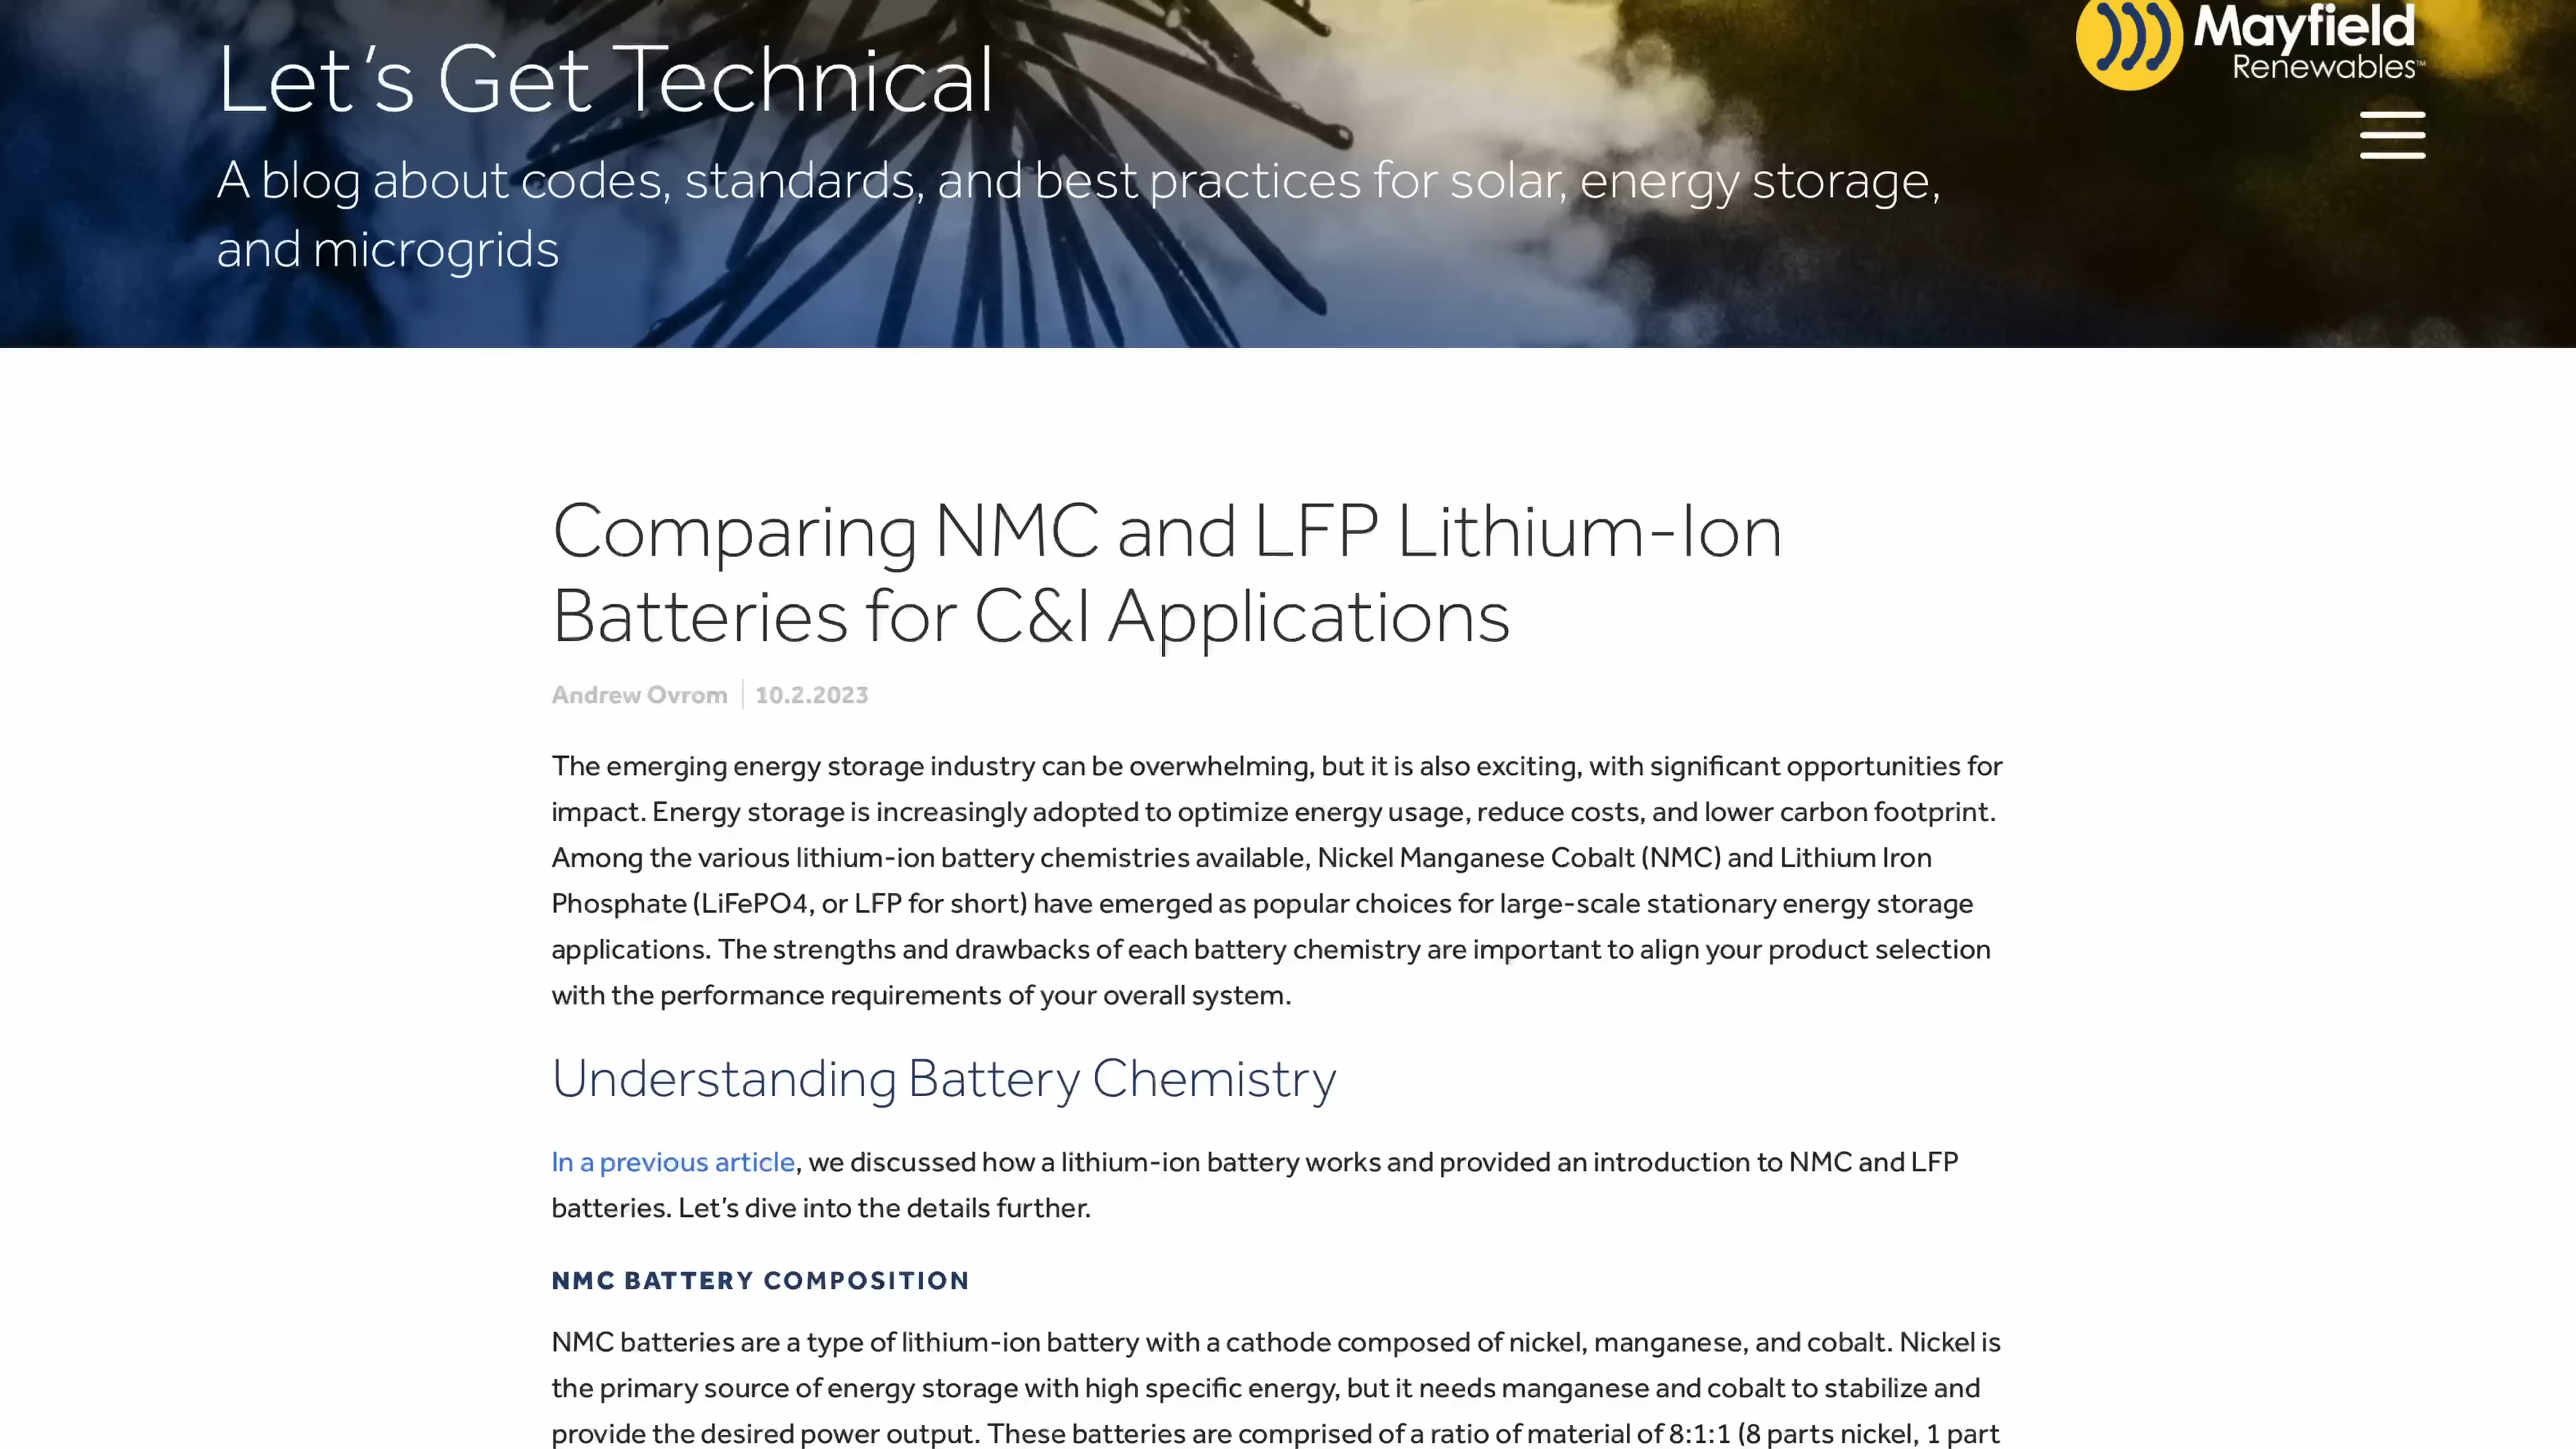 Let's Get Technical
A blog about codes, standards, and best practices for solar, energy storage,
and microgrids
Mayfield
Renewables™
Comparing NMC and LFP Lithium-Ion
Batteries for C&I Applications
Andrew Ovrom | 10.2.2023
The emerging energy storage industry can be overwhelming, but it is also exciting, with significant opportunities for
impact. Energy storage is increasingly adopted to optimize energy usage, reduce costs, and lower carbon footprint.
Among the various lithium-ion battery chemistries available, Nickel Manganese Cobalt (NMC) and Lithium Iron
Phosphate (LiFePO4, or LFP for short) have emerged as popular choices for large-scale stationary energy storage
applications. The strengths and drawbacks of each battery chemistry are important to align your product selection
with the performance requirements of your overall system.
Understanding Battery Chemistry
In a previous article, we discussed how a lithium-ion battery works and provided an introduction to NMC and LFP
batteries. Let's dive into the details further.
NMC BATTERY COMPOSITION
NMC batteries are a type of lithium-ion battery with a cathode composed of nickel, manganese, and cobalt. Nickel is
the primary source of energy storage with high specific energy, but it needs manganese and cobalt to stabilize and
provide the desired power output. These batteries are comprised of a ratio of material of 8:1:1 (8 parts nickel, 1 part